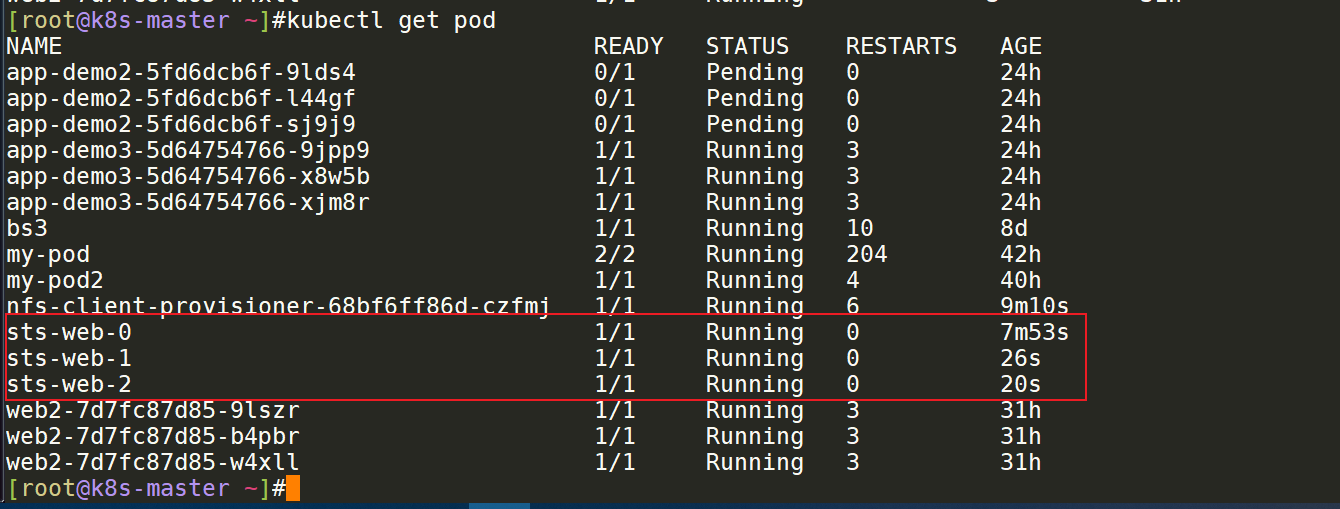 [root@k8s-master ~]#kubectl get pod
NAME READY STATUS RESTARTS AGE
app-demo2-5fd6dcb6f-9lds4 0/1 Pending 0 24h
app-demo2-5fd6dcb6f-l44gf 0/1 Pending 0 24h
app-demo2-5fd6dcb6f-sj9j9 0/1 Pending 0 24h
app-demo3-5d64754766-9jpp9 1/1 Running 3 24h
app-demo3-5d64754766-x8w5b 1/1 Running 3 24h
app-demo3-5d64754766-xjm8r 1/1 Running 3 24h
bs3 1/1 Running 10 8d
my-pod 2/2 Running 204 42h
my-pod2 1/1 Running 4 40h
nfs-client-provisioner-68bf6ff86d-czfmj 1/1 Running 6 9m10s
sts-web-0 1/1 Running 0 7m53s
sts-web-1 1/1 Running 0 26s
sts-web-2 1/1 Running 0 20s
web2-7d7fc87d85-9lszr 1/1 Running 3 31h
web2-7d7fc87d85-b4pbr 1/1 Running 3 31h
web2-7d7fc87d85-w4xll 1/1 Running 3 31h
[root@k8s-master ~]#